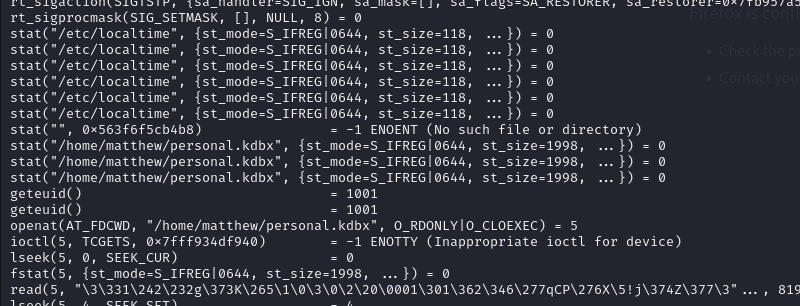 rt_sigaction(SIGTSTP, {sa_handler=SIG_IGN, sa_mask=[], sa_flags=SA_RESTORER, sa_restorer=0x7fb957a5
rt_sigprocmask(SIG_SETMASK, [], NULL, 8) = 0
stat("/etc/localtime", {st_mode=S_IFREG|0644, st_size=118, ...}) = 0
stat("/etc/localtime", {st_mode=S_IFREG|0644, st_size=118, ...}) = 0
stat("/etc/localtime", {st_mode=S_IFREG|0644, st_size=118, ...}) = 0
stat("/etc/localtime", {st_mode=S_IFREG|0644, st_size=118, ...}) = 0
stat("/etc/localtime", {st_mode=S_IFREG|0644, st_size=118, ...}) = 0
stat("/etc/localtime", {st_mode=S_IFREG|0644, st_size=118, ...}) = 0
stat("", 0x563f6f5cb4b8) = -1 ENOENT (No such file or directory)
stat("/home/matthew/personal.kdbx", {st_mode=S_IFREG|0644, st_size=1998, ...}) = 0
stat("/home/matthew/personal.kdbx", {st_mode=S_IFREG|0644, st_size=1998, ...}) = 0
stat("/home/matthew/personal.kdbx", {st_mode=S_IFREG|0644, st_size=1998, ...}) = 0
geteuid() = 1001
geteuid() = 1001
openat(AT_FDCWD, "/home/matthew/personal.kdbx", O_RDONLY|O_CLOEXEC) = 5
ioctl(5, TCGETS, 0x7fff934df940) = -1 ENOTTY (Inappropriate ioctl for device)
lseek(5, 0, SEEK_CUR) = 0
fstat(5, {st_mode=S_IFREG|0644, st_size=1998, ...}) = 0
read(5, "\3\331\242\232g\373K\265\1\0\3\0\2\20\0001\301\362\346\277qCP\276X\5!j\374Z\377\3"..., 819
lseek(5, 4, SEEK_SET) = 4
Firefox is conf
Check the p
Contact you